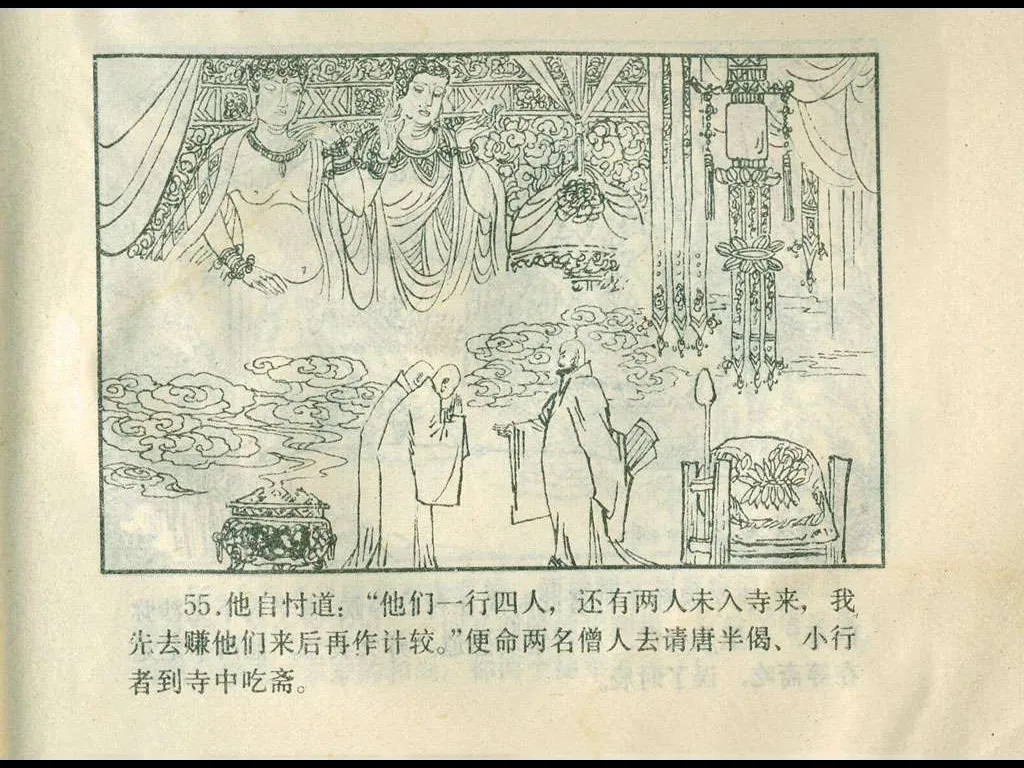 55.他自忖道：“他们一行四人，还有两人未入寺来，我
先去赚他们来后再作计较。”便命两名僧人去请唐半偈、小行
者到寺中吃斋。